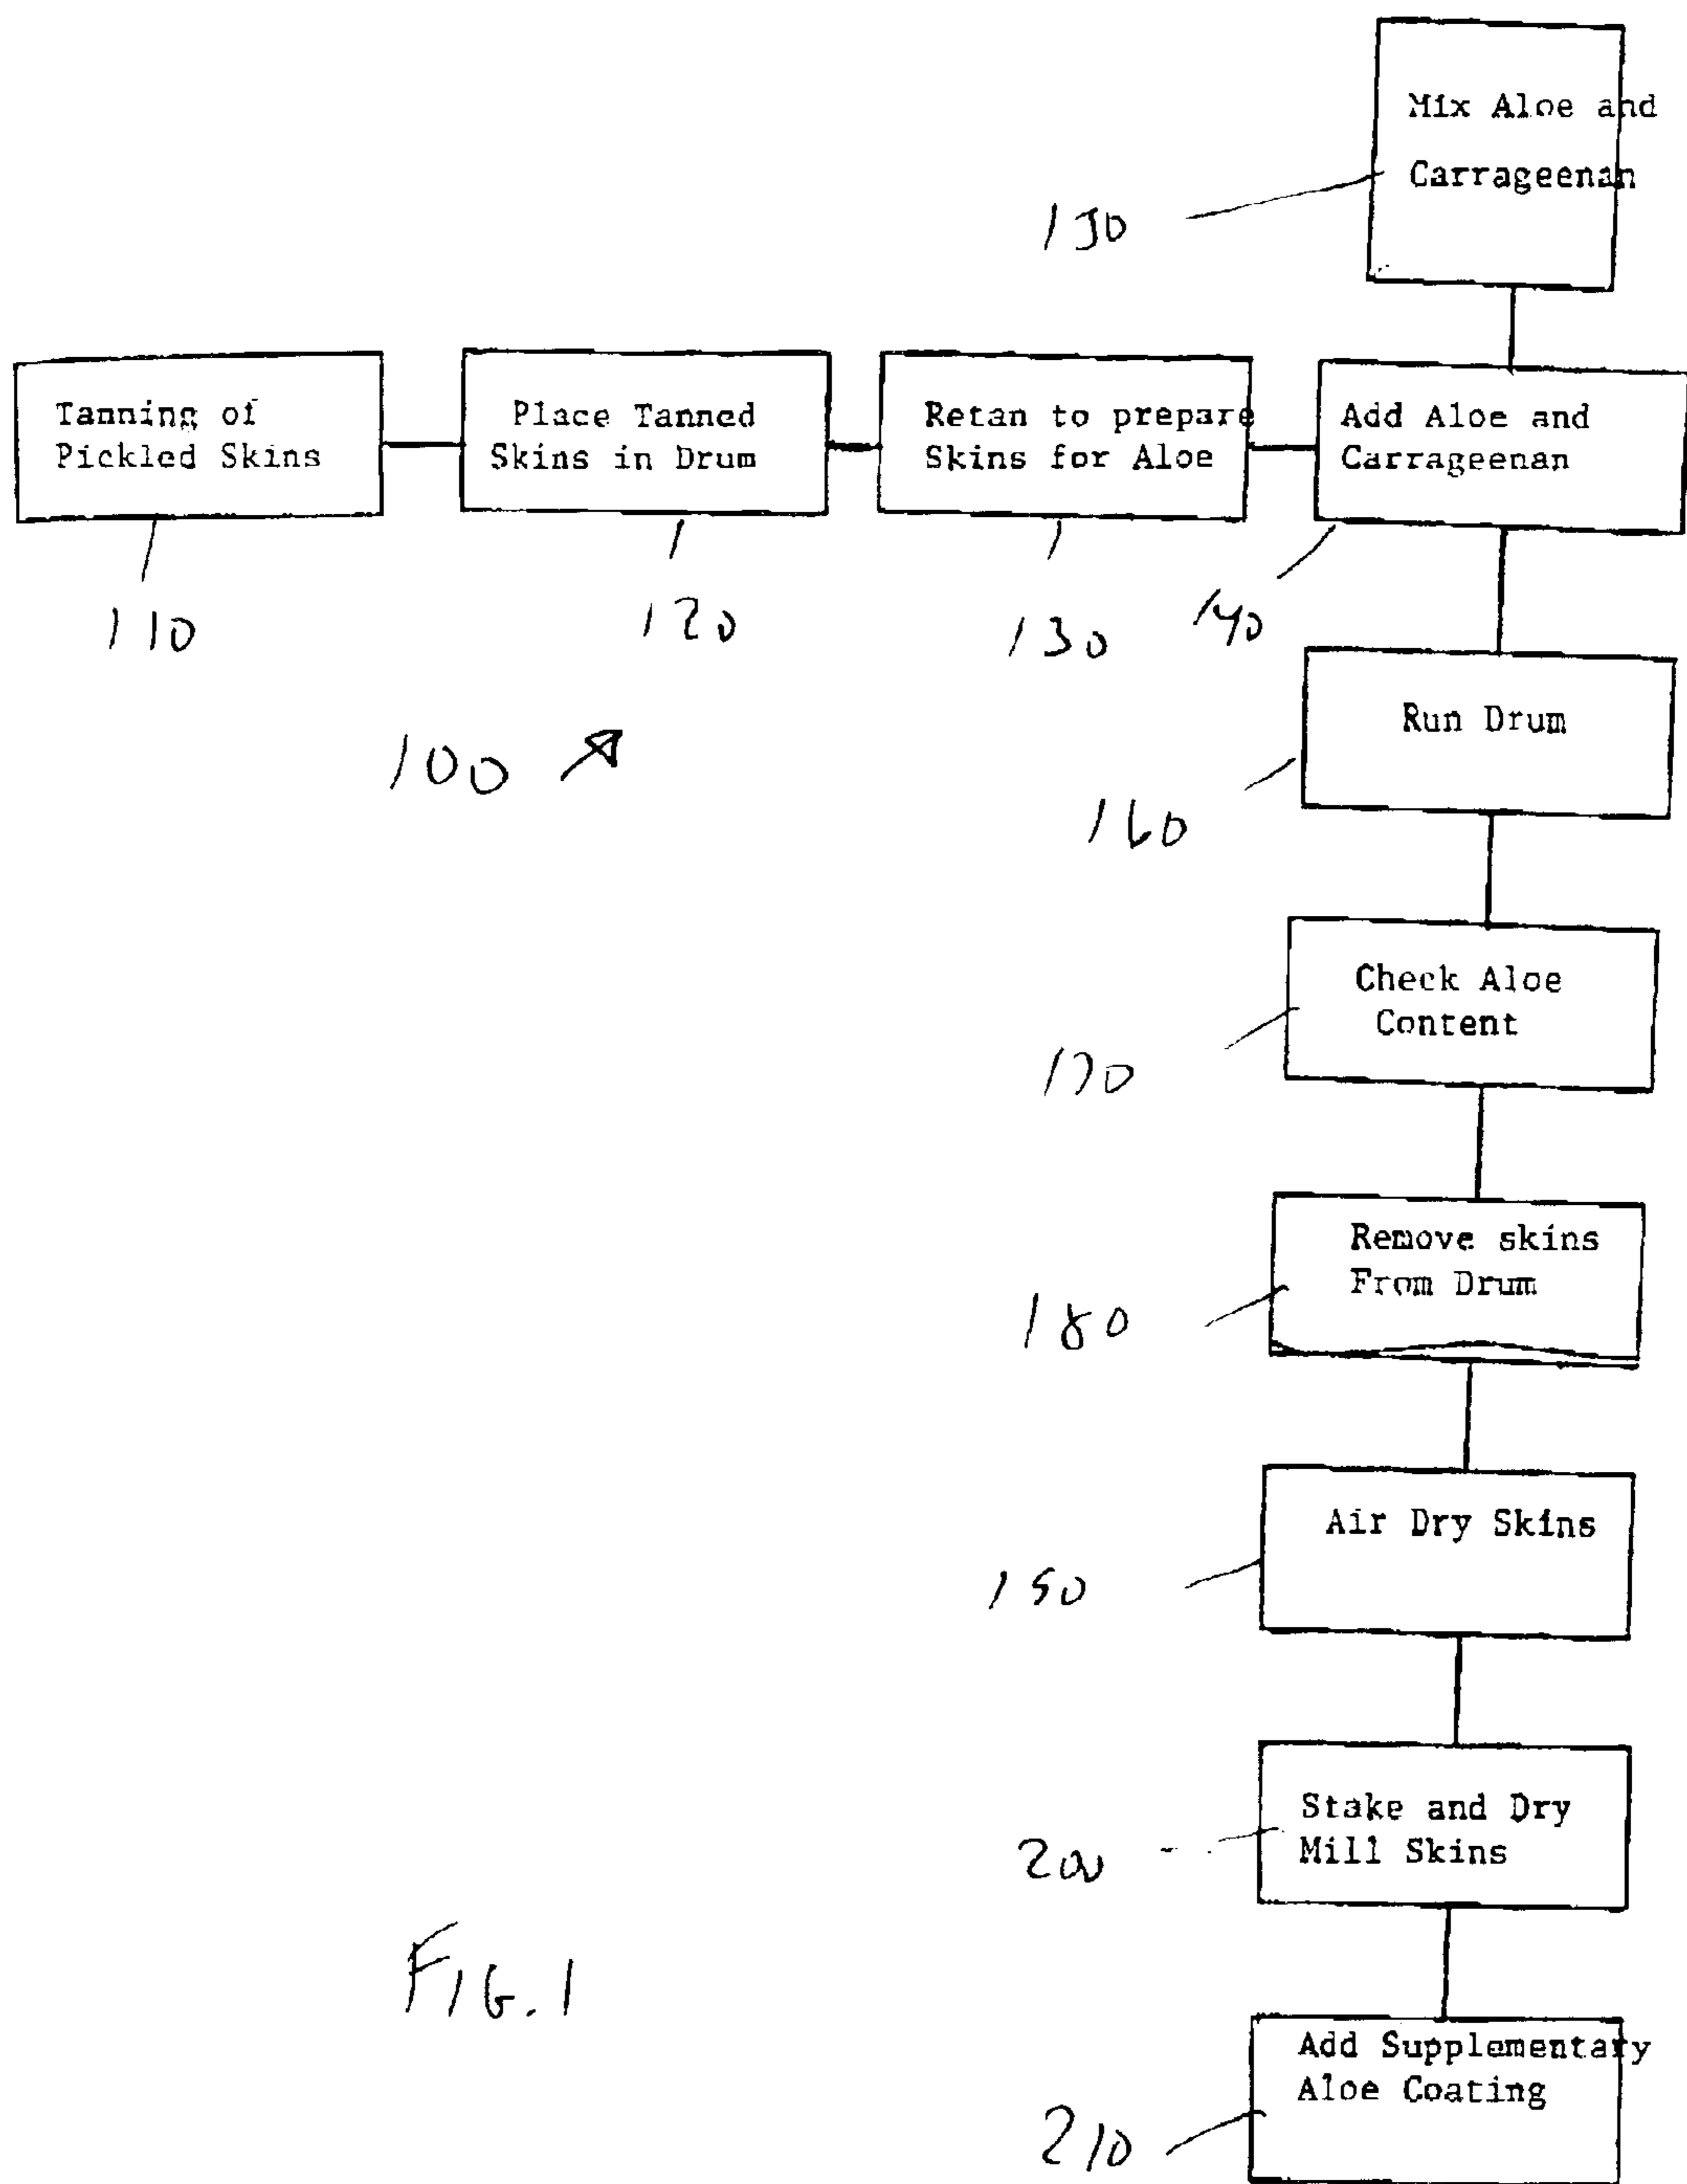 Mix Aloe and
Carrageenan
150
Tanning of
Pickled Skins
Place Tanned
Skins in Drum
Retan to prepare
Skins for Aloe
Add Aloe and
Carrageenan
110
120
130
140
100
Run Drum
160
Check Aloe
Content
170
Remove skins
From Drum
180
Air Dry Skins
190
Stake and Dry
Mill Skins
200
FIG. 1
Add Supplementary
Aloe Coating
210